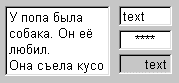 У попа была
собака. Он её
любил.
Она съела кусо
text
****
text